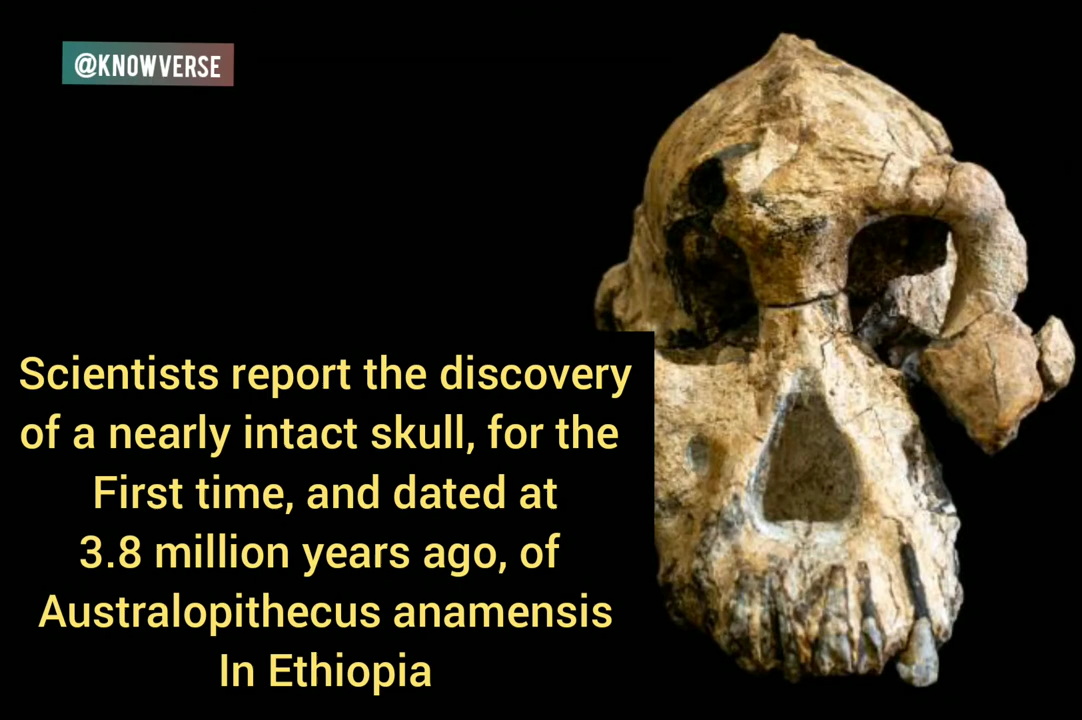 @KNOWVERSE
Scientists report the discovery
of a nearly intact skull, for the
First time, and dated at
3.8 million years ago, of
Australopithecus anamensis
In Ethiopia